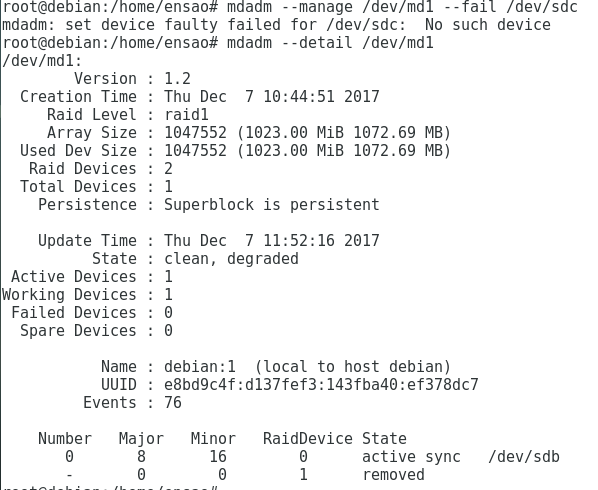 root@debian:/home/ensao# mdadm --manage /dev/md1 --fail /dev/sdc
mdadm: set device faulty failed for /dev/sdc:  No such device
root@debian:/home/ensao# mdadm --detail /dev/md1
/dev/md1:
        Version : 1.2
  Creation Time : Thu Dec  7 10:44:51 2017
     Raid Level : raid1
     Array Size : 1047552 (1023.00 MiB 1072.69 MB)
  Used Dev Size : 1047552 (1023.00 MiB 1072.69 MB)
   Raid Devices : 2
  Total Devices : 1
    Persistence : Superblock is persistent

    Update Time : Thu Dec  7 11:52:16 2017
          State : clean, degraded
 Active Devices : 1
Working Devices : 1
 Failed Devices : 0
  Spare Devices : 0

           Name : debian:1  (local to host debian)
           UUID : e8bd9c4f:d137fef3:143fba40:ef378dc7
         Events : 76

    Number   Major   Minor   RaidDevice State
       0       8       16        0      active sync   /dev/sdb
       -       0        0        1      removed
root@debian:/home/ensao#